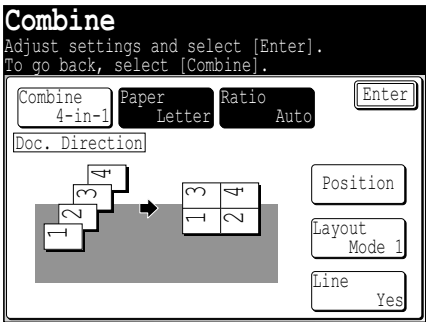 Combine
Adjust settings and select [Enter].
To go back, select [Combine].
Combine
4-in-1
Paper
Letter
Ratio
Auto
Enter
Doc. Direction
1
2
3
4
3 4
1 2
Position
Layout
Mode 1
Line
Yes